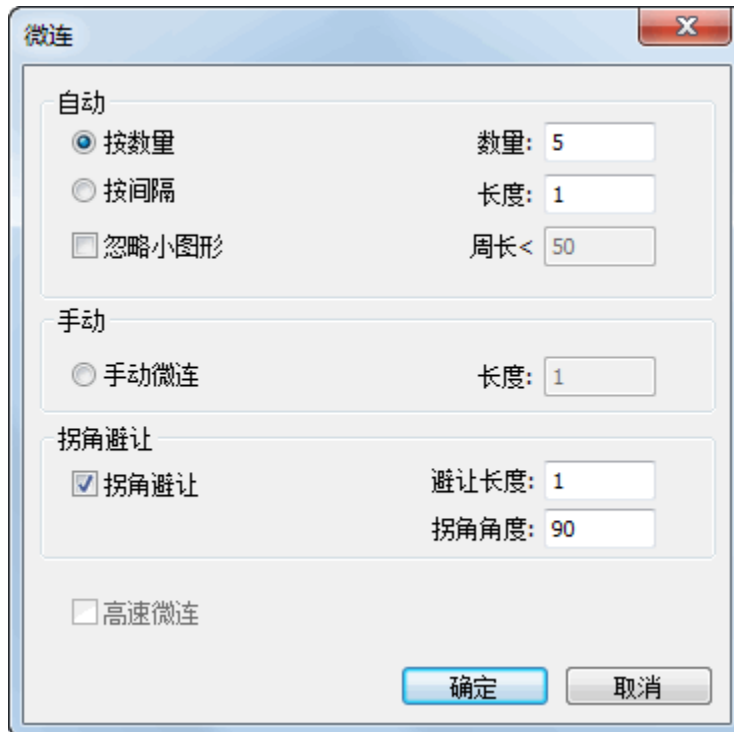 微连
自动
按数量 数量: 5
按间隔 长度: 1
忽略小图形 周长< 50
手动
手动微连 长度: 1
拐角避让
拐角避让 避让长度: 1
拐角角度: 90
高速微连
确定 取消